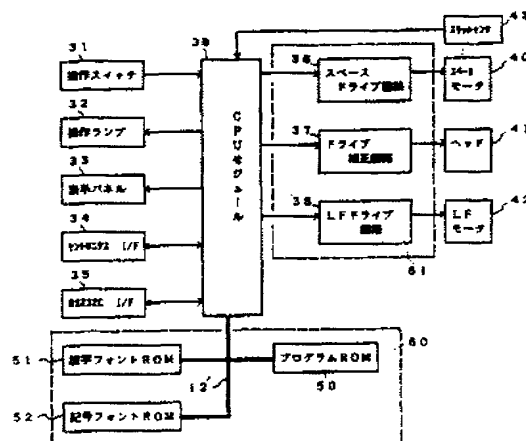 31
操作スイッチ
32
操作ランプ
33
パネル
34
I/F
35
RS232C I/F
39
CPUモジュール
36
スペース
ドライブ回路
37
ドライブ
補正回路
38
LFドライブ
回路
61
43
スリットセンサ
40
スペース
モータ
41
ヘッド
42
LF
モータ
51
漢字フォントROM
52
記号フォントROM
12'
プログラムROM
50
60